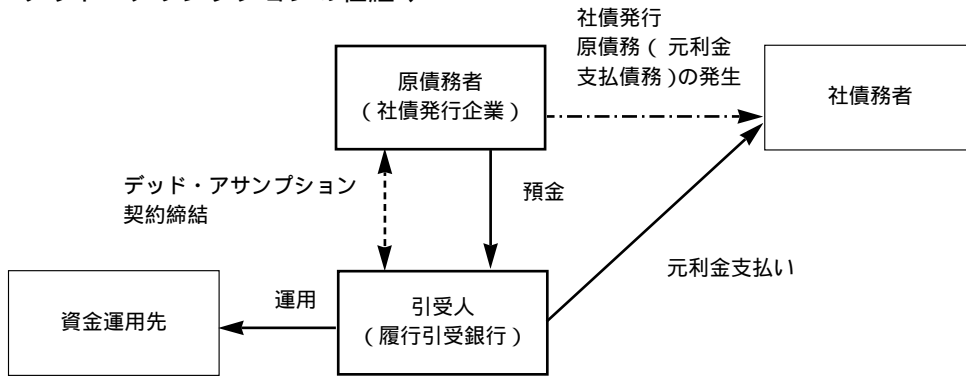 社債発行
原債務（元利金
支払債務）の発生
原債務者
（社債発行企業）
社債務者
デッド・アサンプション
契約締結
預金
元利金支払い
資金運用先
運用
引受人
（履行引受銀行）